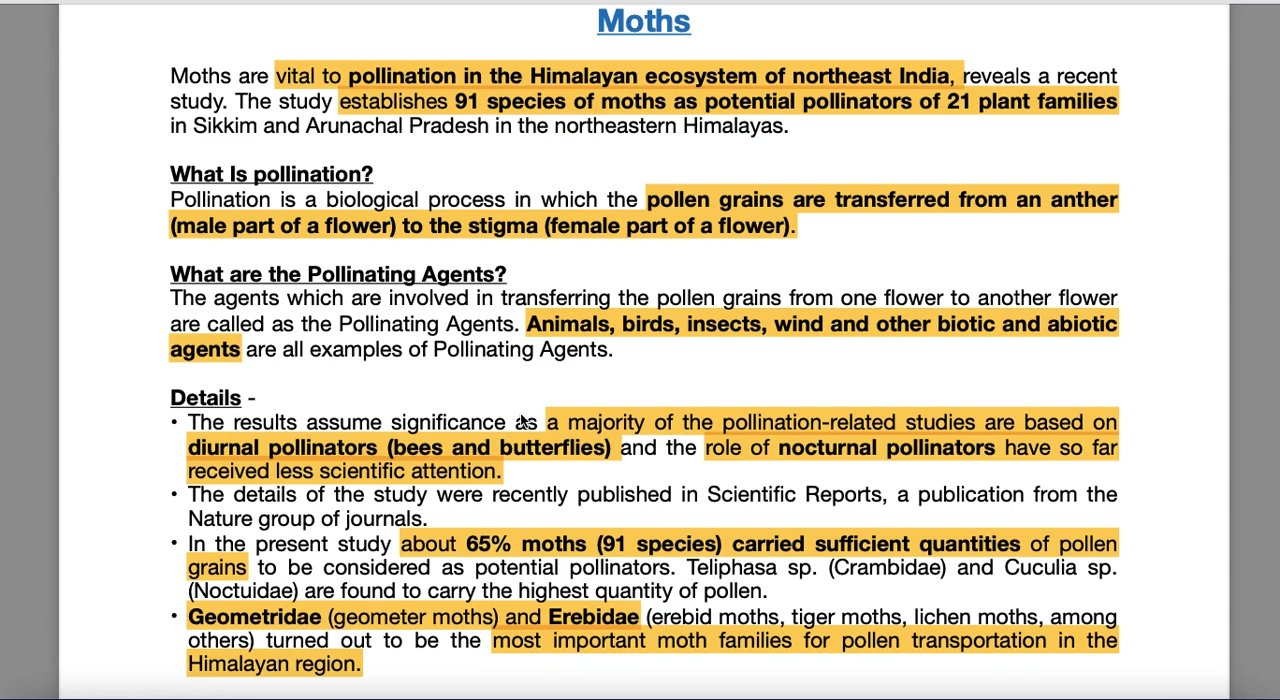 Moths
Moths are vital to pollination in the Himalayan ecosystem of northeast India, reveals a recent
study. The study establishes 91 species of moths as potential pollinators of 21 plant families
in Sikkim and Arunachal Pradesh in the northeastern Himalayas.
What Is pollination?
Pollination is a biological process in which the pollen grains are transferred from an anther
(male part of a flower) to the stigma (female part of a flower).
What are the Pollinating Agents?
The agents which are involved in transferring the pollen grains from one flower to another flower
are called as the Pollinating Agents. Animals, birds, insects, wind and other biotic and abiotic
agents are all examples of Pollinating Agents.
Details -
• The results assume significance as a majority of the pollination-related studies are based on
diurnal pollinators (bees and butterflies) and the role of nocturnal pollinators have so far
received less scientific attention.
• The details of the study were recently published in Scientific Reports, a publication from the
Nature group of journals.
• In the present study about 65% moths (91 species) carried sufficient quantities of pollen
grains to be considered as potential pollinators. Teliphasa sp. (Crambidae) and Cuculia sp.
(Noctuidae) are found to carry the highest quantity of pollen.
• Geometridae (geometer moths) and Erebidae (erebid moths, tiger moths, lichen moths, among
others) turned out to be the most important moth families for pollen transportation in the
Himalayan region.